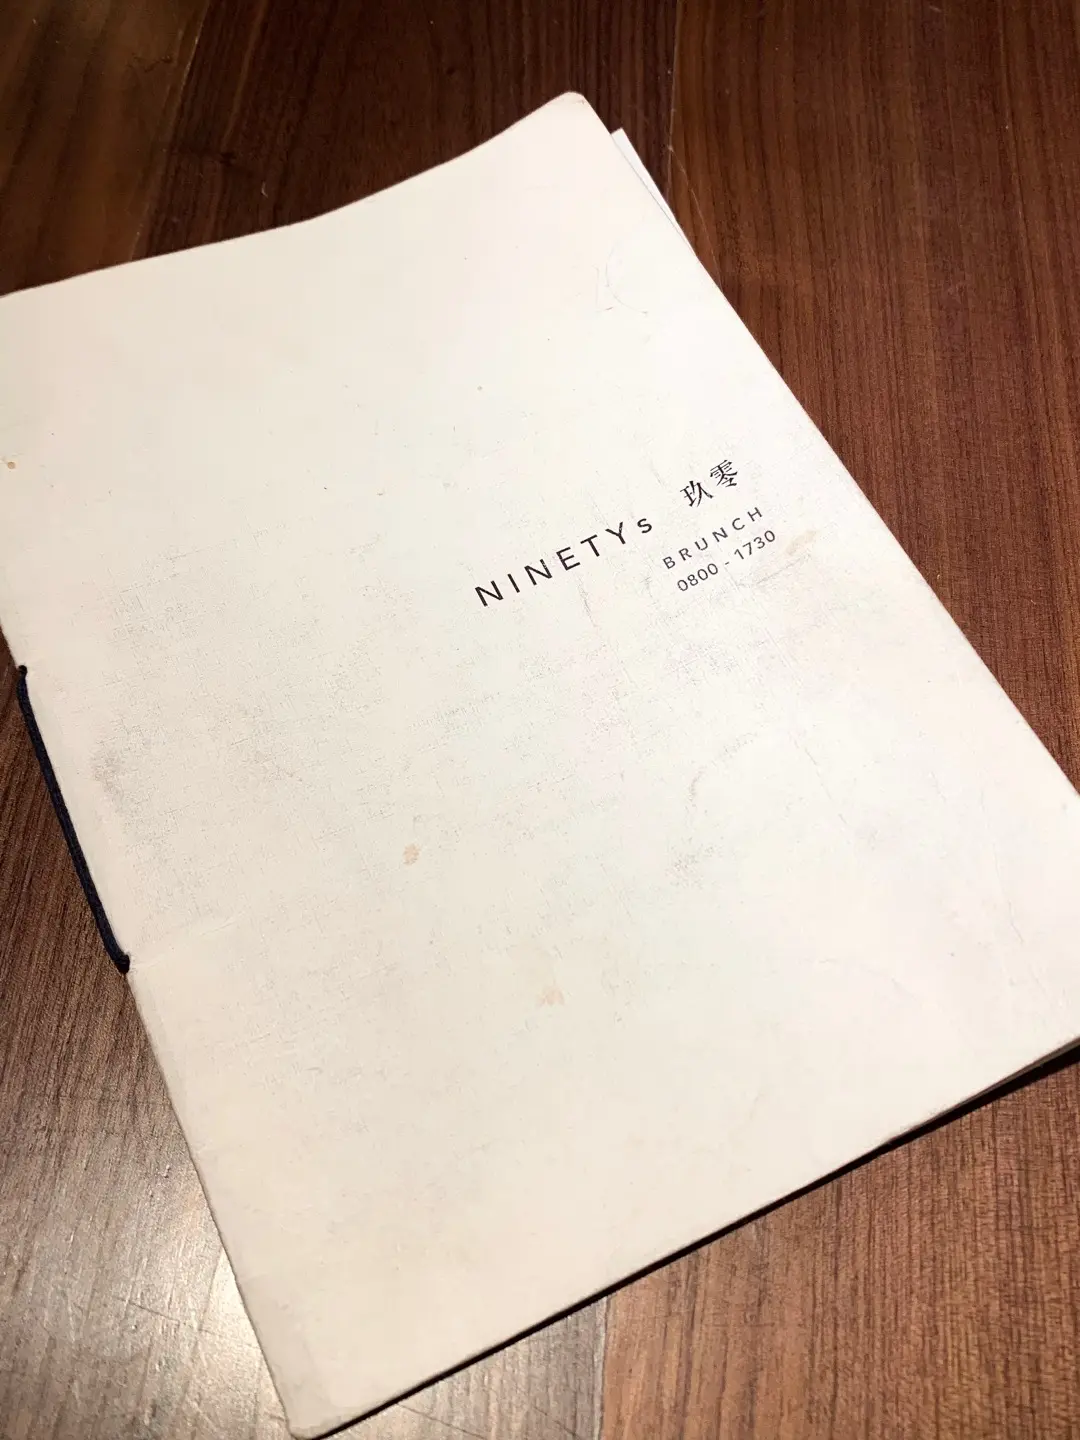 NINETYs 玖零
BRUNCH
0800 - 1730